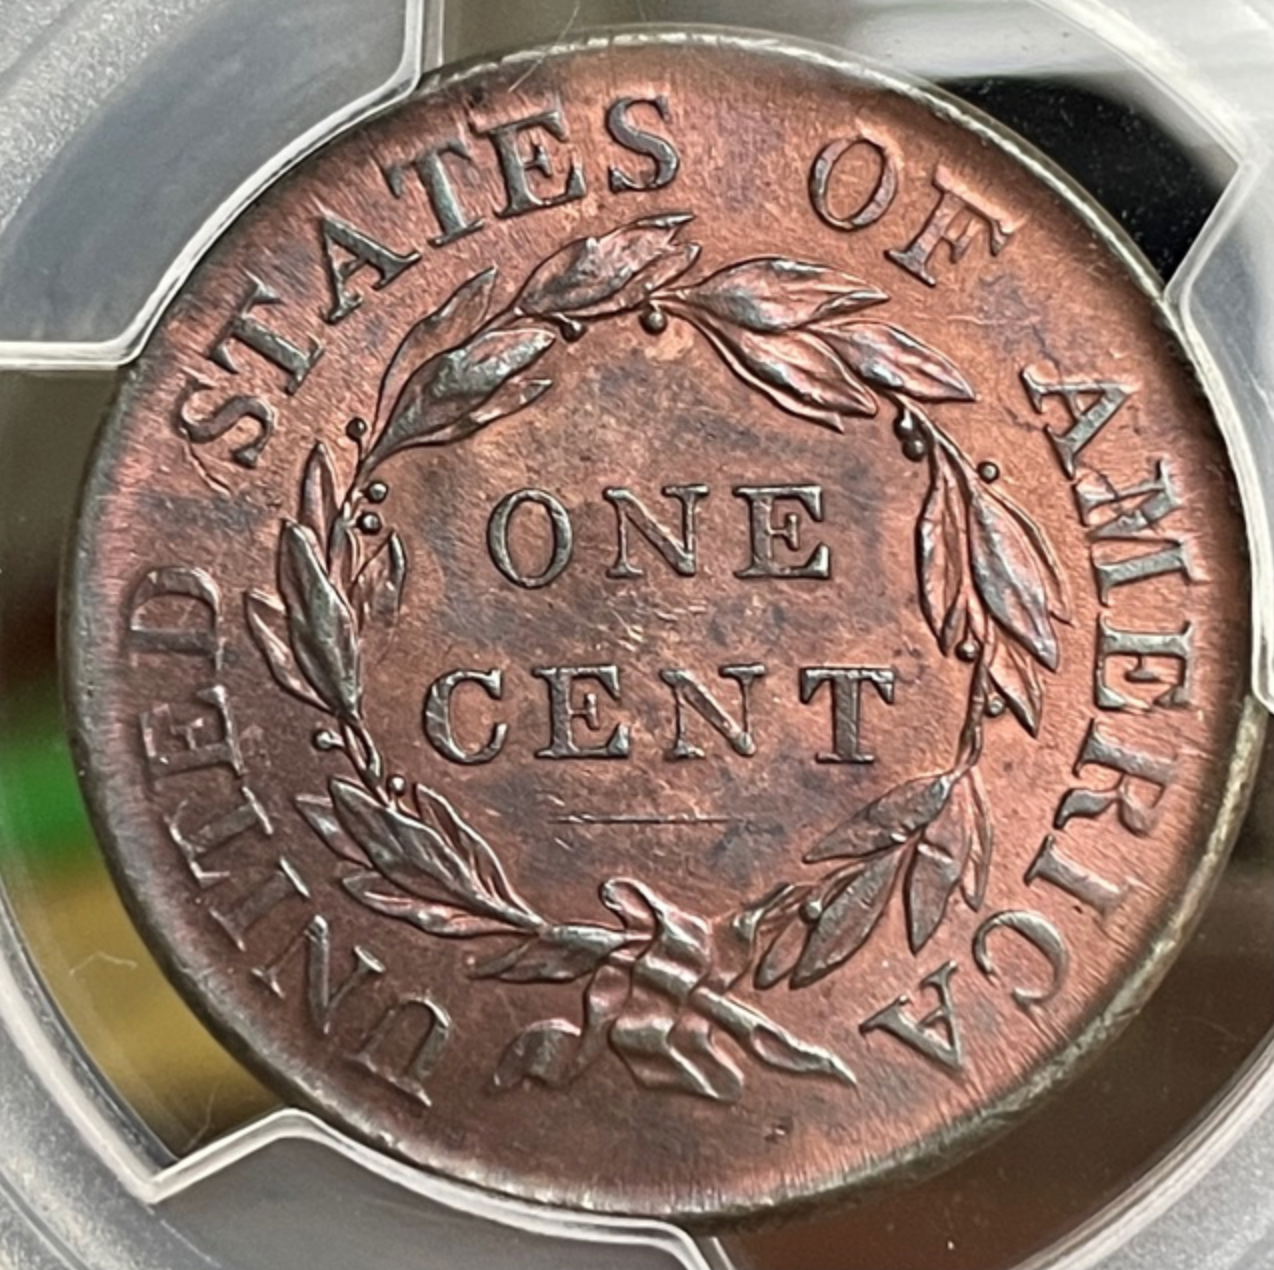 UNITED STATES OF AMERICA
ONE
CENT